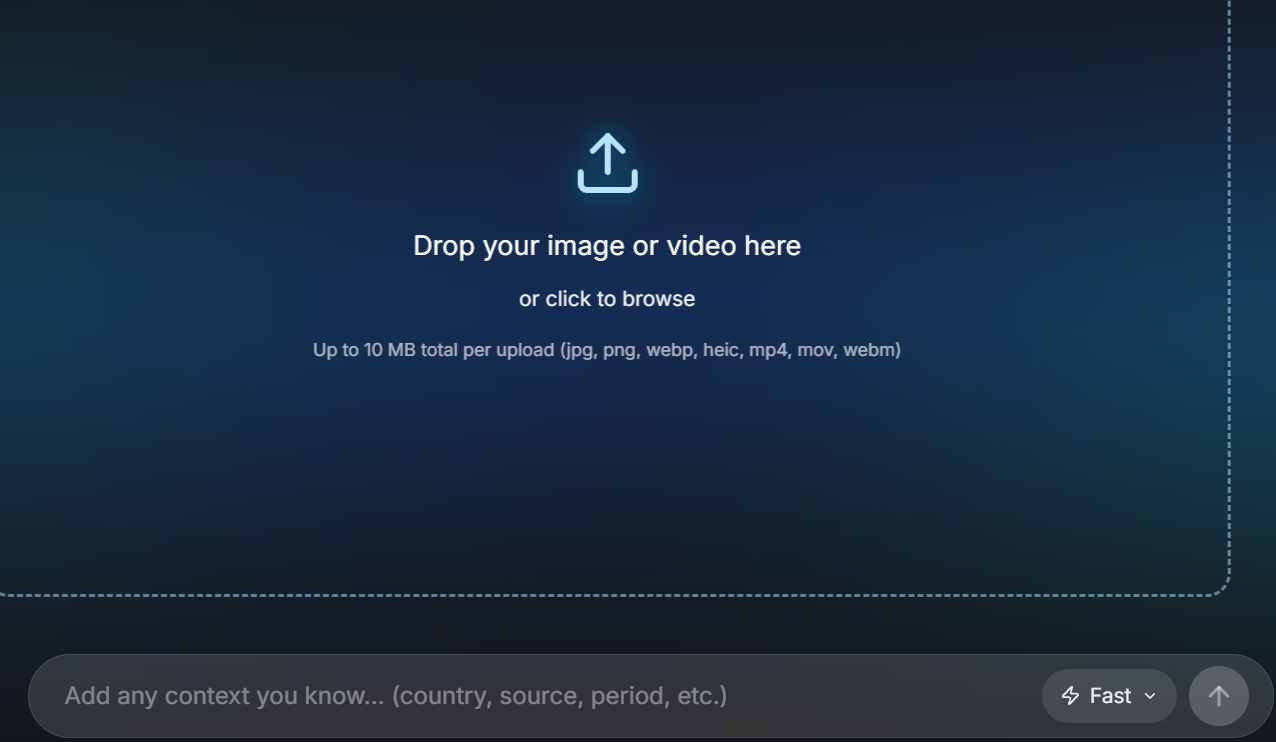 Drop your image or video here
or click to browse
Up to 10 MB total per upload (jpg, png, webp, heic, mp4, mov, webm)
Add any context you know... (country, source, period, etc.)
Fast